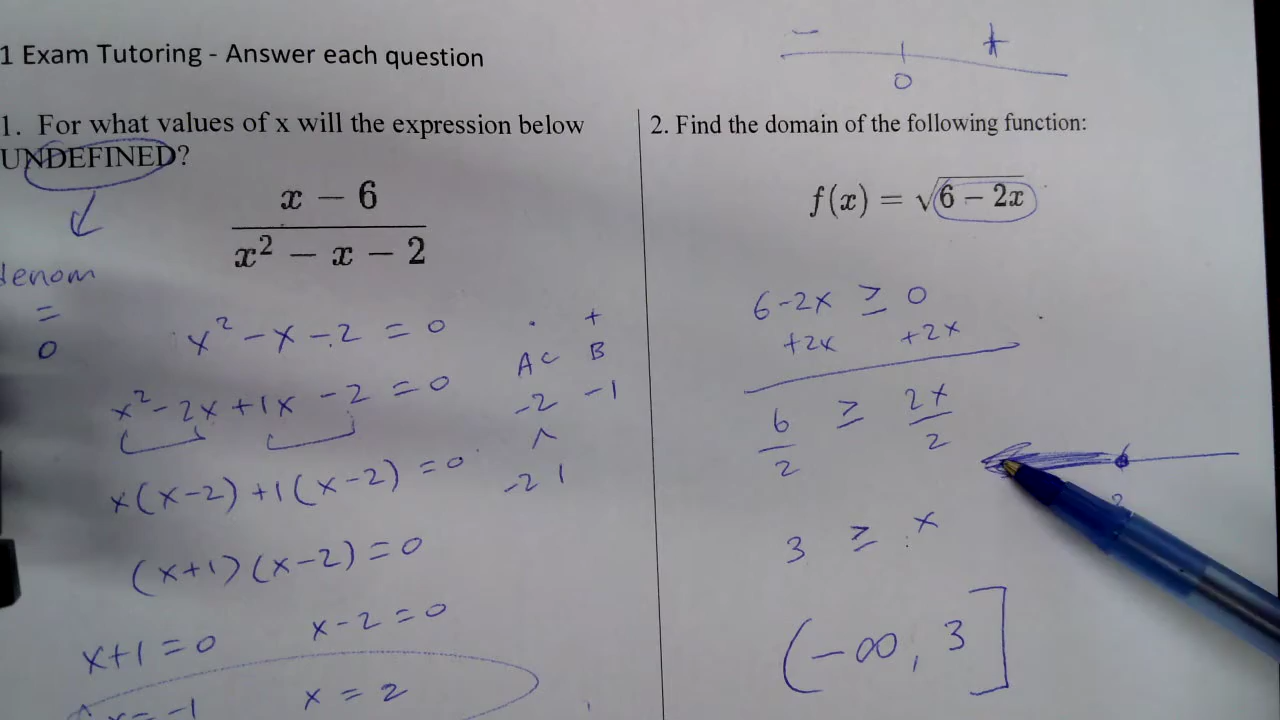 1 Exam Tutoring - Answer each question
1. For what values of x will the expression below
UNDEFINED?
x − 6
x² − x − 2
denom
=
0
x² − x − 2 = 0
x² − 2x + 1x − 2 = 0
x(x−2) + 1(x−2) = 0
(x+1)(x−2) = 0
x+1 = 0 x−2 = 0
x = −1 x = 2
· +
AC B
-2 -1
^
-2 1
− +
0
2. Find the domain of the following function:
f(x) = √6 − 2x
6 - 2x ≥ 0
+2x +2x
6 ≥ 2x
2 2
3 ≥ x
(−∞, 3]